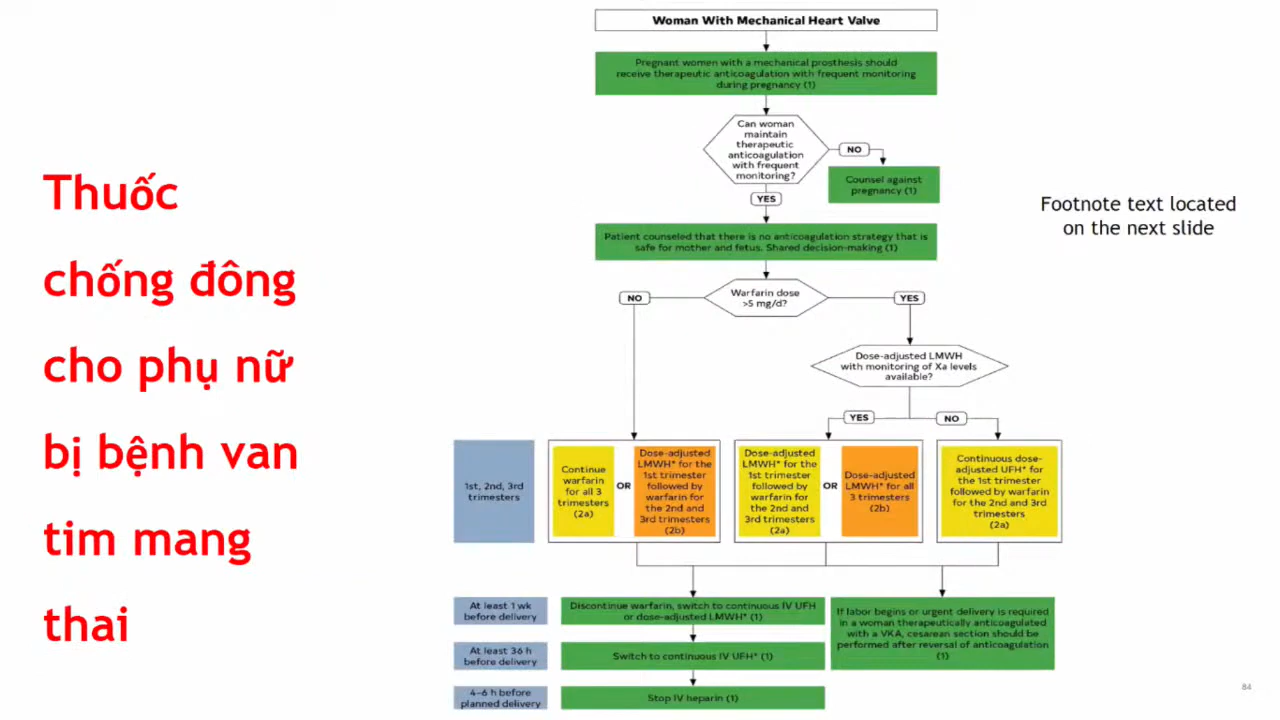 Thuốc
chống đông
cho phụ nữ
bị bệnh van
tim mang
thai
Woman With Mechanical Heart Valve
Pregnant women with a mechanical prosthesis should
receive therapeutic anticoagulation with frequent monitoring
during pregnancy (1)
Can woman
maintain
therapeutic
anticoagulation
with frequent
monitoring?
NO
Counsel against
pregnancy (1)
YES
Patient counseled that there is no anticoagulation strategy that is
safe for mother and fetus. Shared decision-making (1)
NO
Warfarin dose
>5 mg/d?
YES
Dose-adjusted LMWH
with monitoring of Xa levels
available?
YES
NO
1st, 2nd, 3rd
trimesters
Continue
warfarin
for all 3
trimesters
(2a)
OR
Dose-adjusted
LMWH* for the
1st trimester
followed by
warfarin for
the 2nd and
3rd trimesters
(2b)
Dose-adjusted
LMWH* for the
1st trimester
followed by
warfarin for
the 2nd and
3rd trimesters
(2a)
OR
Dose-adjusted
LMWH* for all
3 trimesters
(2b)
Continuous dose-
adjusted UFH* for
the 1st trimester
followed by warfarin
for the 2nd and 3rd
trimesters
(2a)
At least 1 wk
before delivery
Discontinue warfarin, switch to continuous IV UFH
or dose-adjusted LMWH* (1)
At least 36 h
before delivery
Switch to continuous IV UFH* (1)
4-6 h before
planned delivery
Stop IV heparin (1)
If labor begins or urgent delivery is required
in a woman therapeutically anticoagulated
with a VKA, cesarean section should be
performed after reversal of anticoagulation
(1)
Footnote text located
on the next slide
84